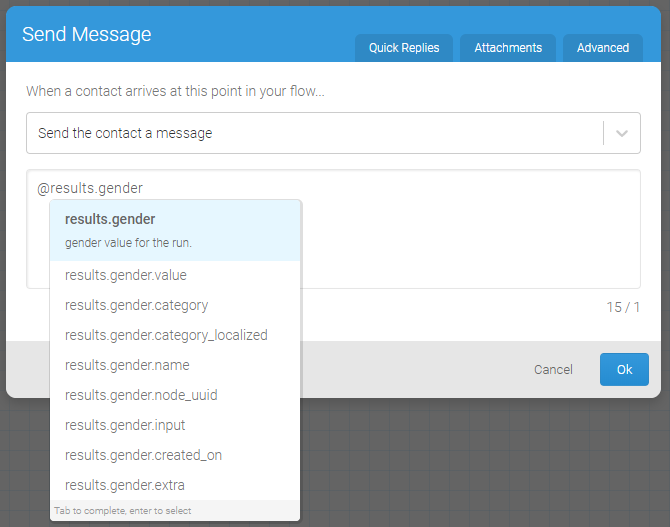 Send Message
Quick Replies
Attachments
Advanced
When a contact arrives at this point in your flow...
Send the contact a message
@results.gender
results.gender
gender value for the run.
results.gender.value
results.gender.category
results.gender.category_localized
results.gender.name
results.gender.node_uuid
results.gender.input
results.gender.created_on
results.gender.extra
Tab to complete, enter to select
15 / 1
Cancel
Ok